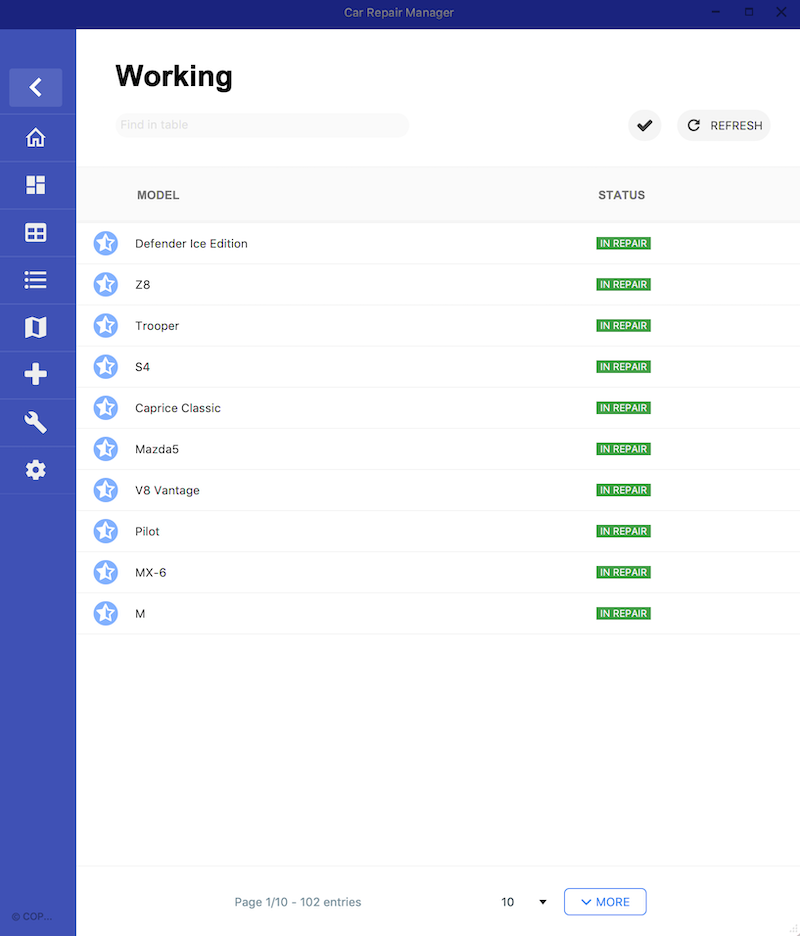 Car Repair Manager
Working
Find in table
REFRESH
MODEL STATUS
Defender Ice Edition IN REPAIR
Z8 IN REPAIR
Trooper IN REPAIR
S4 IN REPAIR
Caprice Classic IN REPAIR
Mazda5 IN REPAIR
V8 Vantage IN REPAIR
Pilot IN REPAIR
MX-6 IN REPAIR
M IN REPAIR
Page 1/10 - 102 entries 10 MORE
© COP...